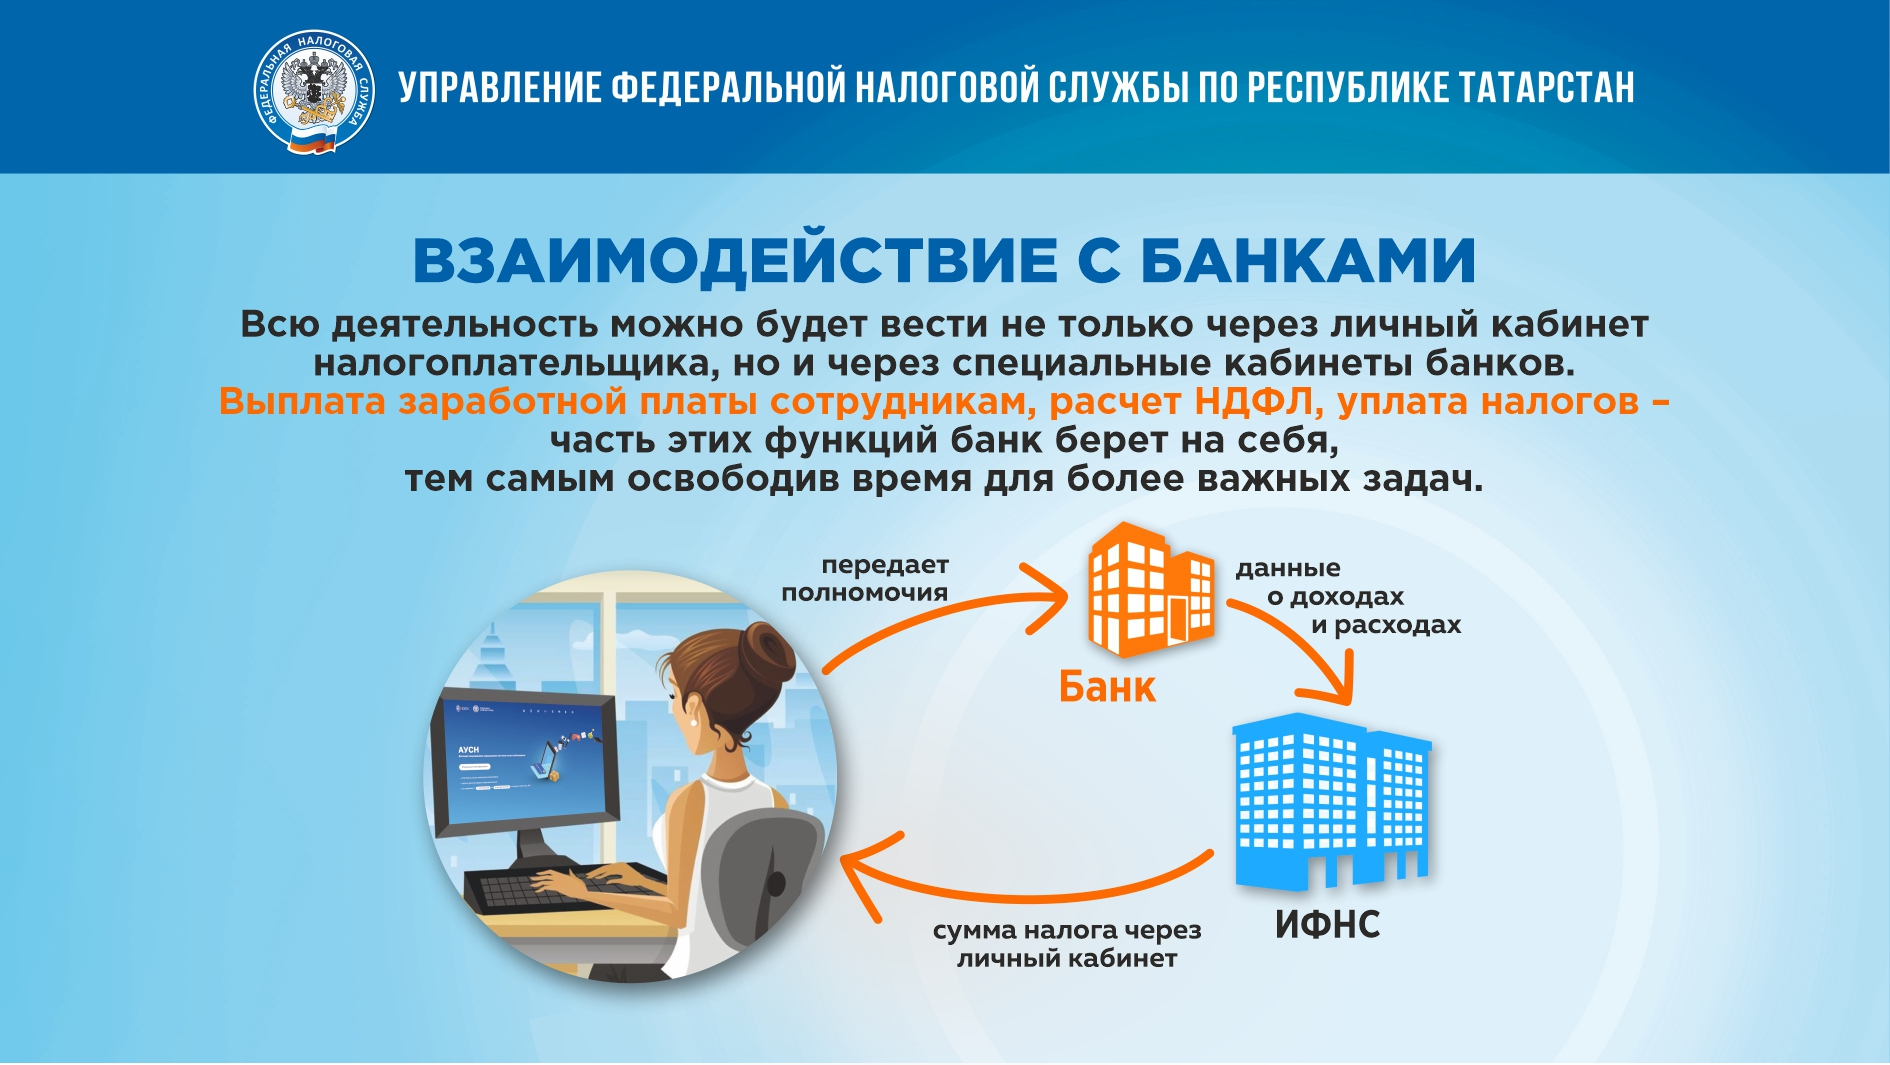 ФЕДЕРАЛЬНАЯ НАЛОГОВАЯ СЛУЖБА
УПРАВЛЕНИЕ ФЕДЕРАЛЬНОЙ НАЛОГОВОЙ СЛУЖБЫ ПО РЕСПУБЛИКЕ ТАТАРСТАН
ВЗАИМОДЕЙСТВИЕ С БАНКАМИ
Всю деятельность можно будет вести не только через личный кабинет
налогоплательщика, но и через специальные кабинеты банков.
Выплата заработной платы сотрудникам, расчет НДФЛ, уплата налогов –
часть этих функций банк берет на себя,
тем самым освободив время для более важных задач.
передает
полномочия
Банк
данные
о доходах
и расходах
ИФНС
сумма налога через
личный кабинет
АУСН